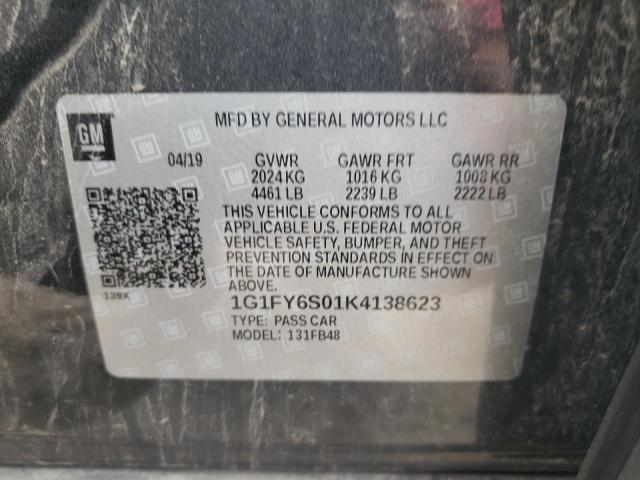 GM
MFD BY GENERAL MOTORS LLC
04/19 GVWR GAWR FRT GAWR RR
2024 KG 1016 KG 1008 KG
4461 LB 2239 LB 2222 LB
THIS VEHICLE CONFORMS TO ALL
APPLICABLE U.S. FEDERAL MOTOR
VEHICLE SAFETY, BUMPER, AND THEFT
PREVENTION STANDARDS IN EFFECT ON
THE DATE OF MANUFACTURE SHOWN
ABOVE.
139X
1G1FY6S01K4138623
TYPE: PASS CAR
MODEL: 131FB48